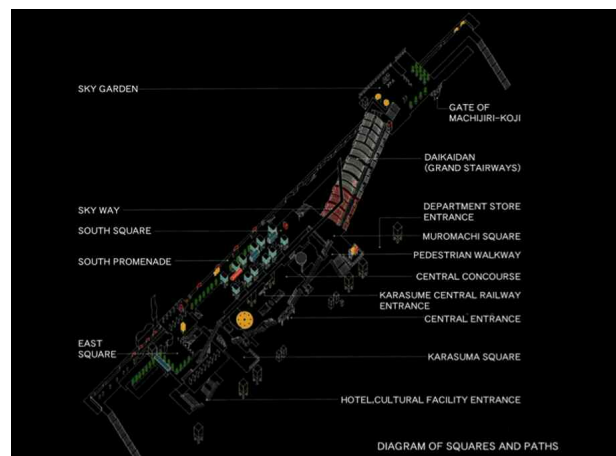 SKY GARDEN
GATE OF
MACHIJIRI-KOJI
DAIKAIDAN
(GRAND STAIRWAYS)
SKY WAY
DEPARTMENT STORE
ENTRANCE
SOUTH SQUARE
MUROMACHI SQUARE
SOUTH PROMENADE
PEDESTRIAN WALKWAY
CENTRAL CONCOURSE
KARASUME CENTRAL RAILWAY
ENTRANCE
CENTRAL ENTRANCE
EAST
SQUARE
KARASUMA SQUARE
HOTEL,CULTURAL FACILITY ENTRANCE
DIAGRAM OF SQUARES AND PATHS